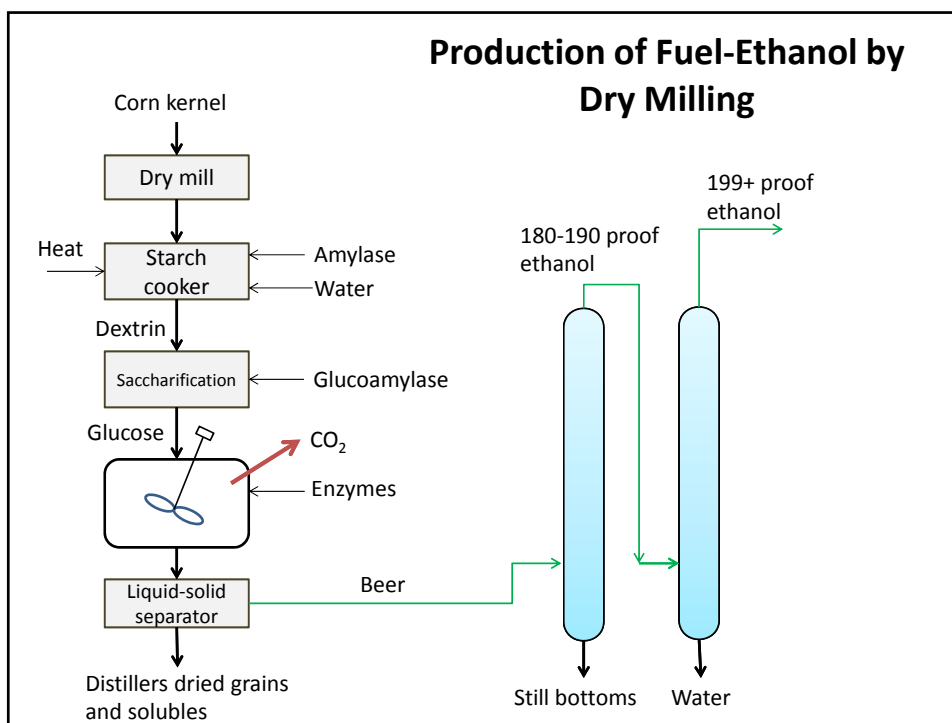 Production of Fuel-Ethanol by
Dry Milling
Corn kernel
Dry mill
Heat
Starch
cooker
Amylase
Water
Dextrin
Saccharification
Glucoamylase
Glucose
CO₂
Enzymes
Liquid-solid
separator
Beer
Distillers dried grains
and solubles
180-190 proof
ethanol
199+ proof
ethanol
Still bottoms
Water